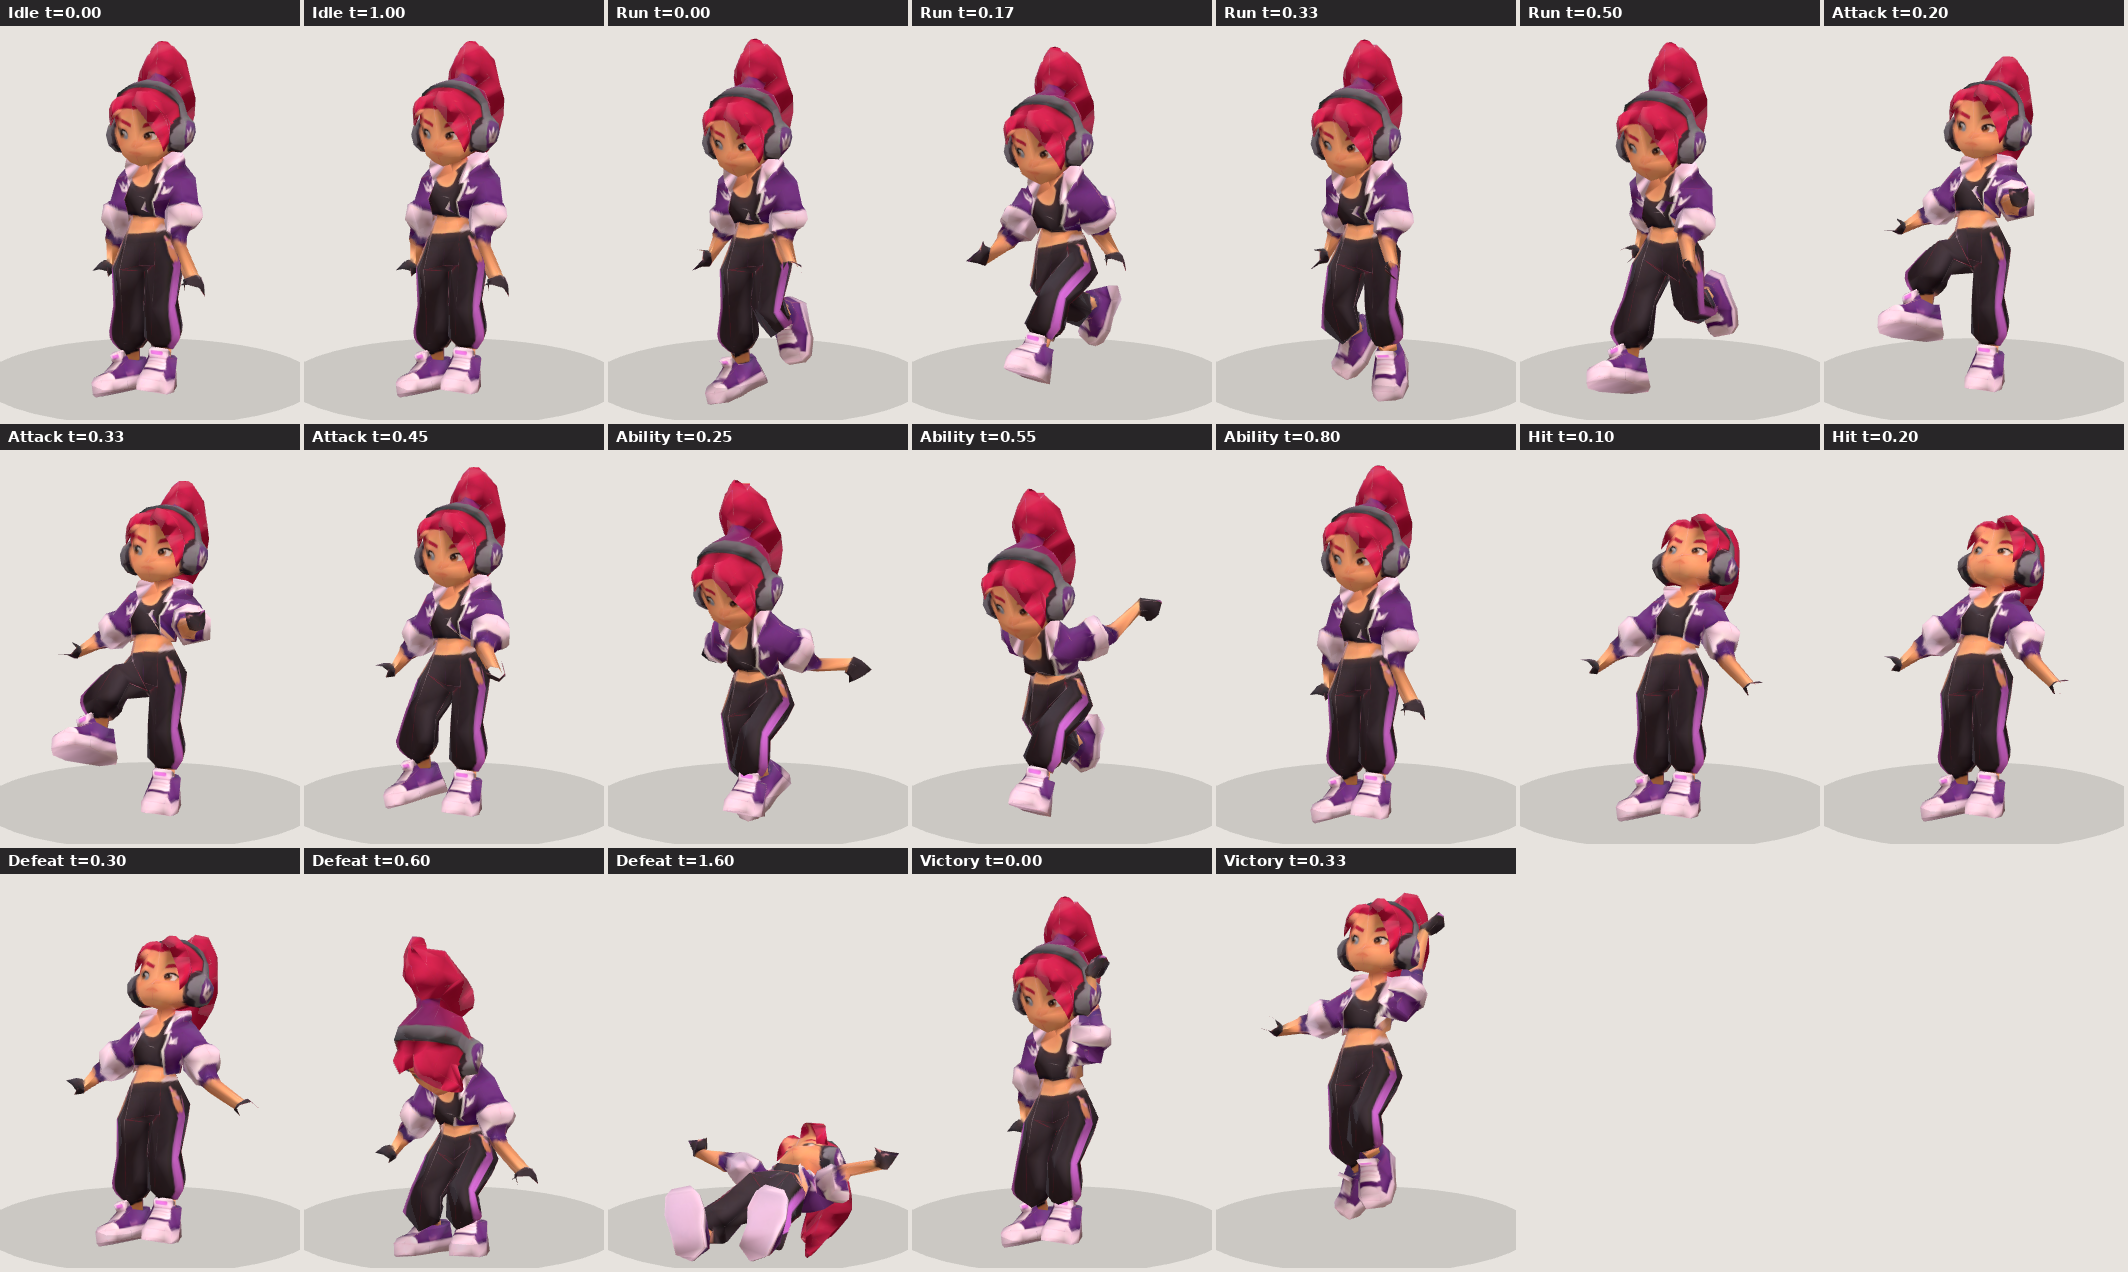 Idle t=0.00
Idle t=1.00
Run t=0.00
Run t=0.17
Run t=0.33
Run t=0.50
Attack t=0.20
Attack t=0.33
Attack t=0.45
Ability t=0.25
Ability t=0.55
Ability t=0.80
Hit t=0.10
Hit t=0.20
Defeat t=0.30
Defeat t=0.60
Defeat t=1.60
Victory t=0.00
Victory t=0.33